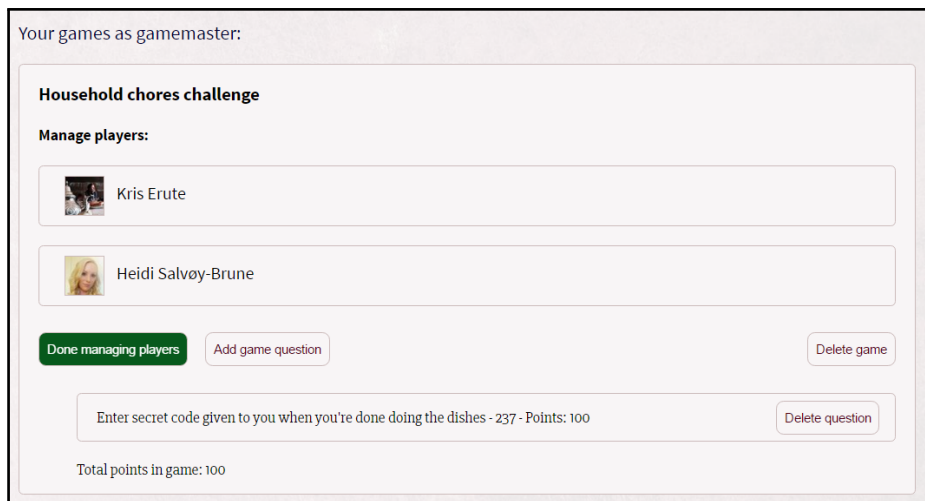 Your games as gamemaster:
Household chores challenge
Manage players:
Kris Erute
Heidi Salvøy-Brune
Done managing players Add game question Delete game
Enter secret code given to you when you're done doing the dishes - 237 - Points: 100 Delete question
Total points in game: 100